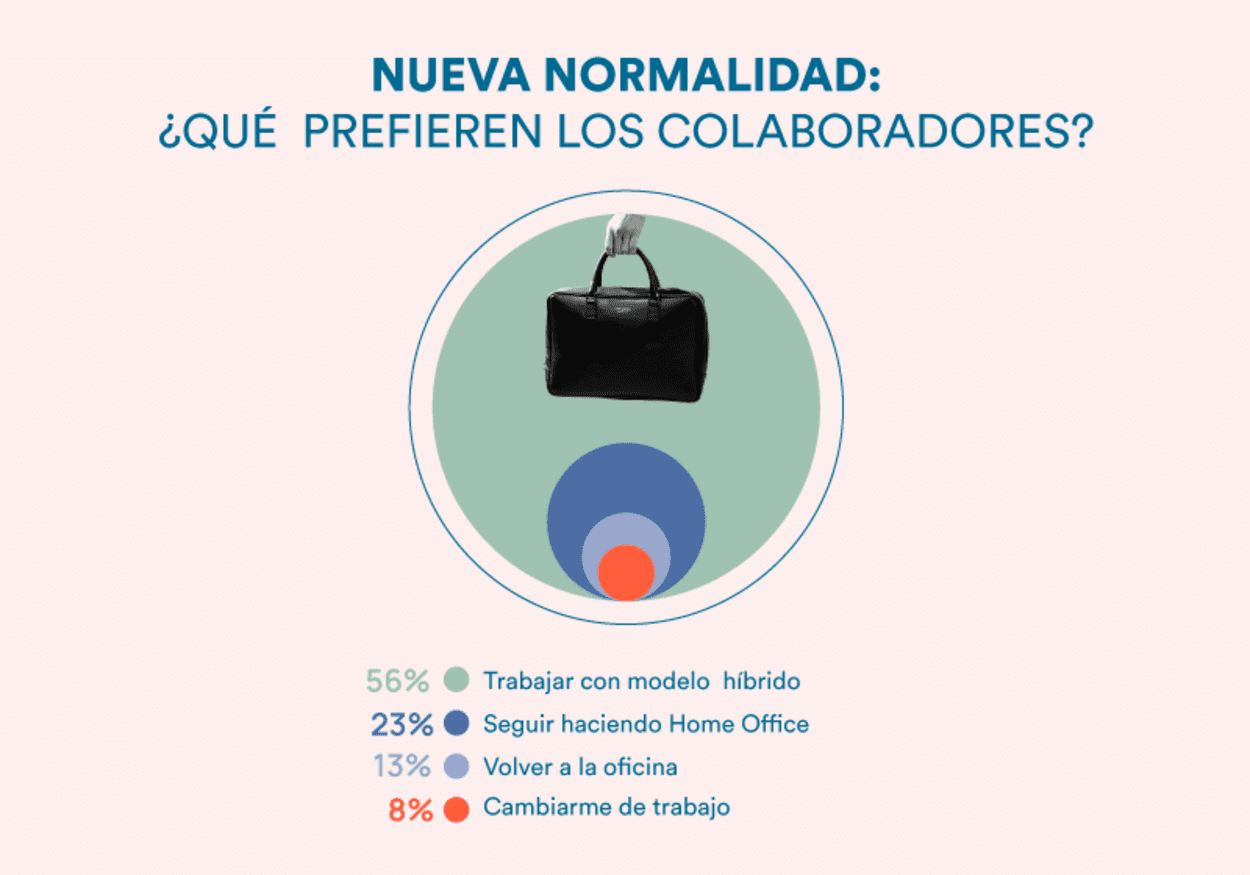 NUEVA NORMALIDAD:
¿QUÉ PREFIEREN LOS COLABORADORES?
56% Trabajar con modelo híbrido
23% Seguir haciendo Home Office
13% Volver a la oficina
8% Cambiarme de trabajo